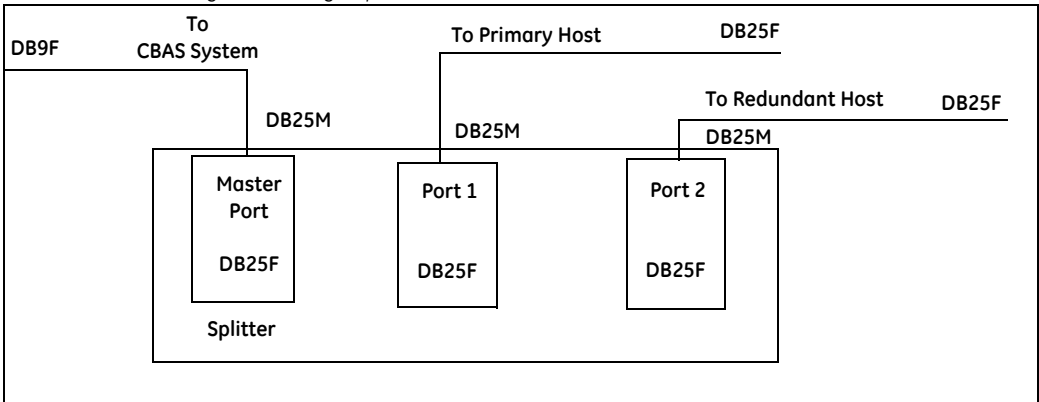 To
CBAS System
DB9F
To Primary Host
DB25F
To Redundant Host
DB25F
DB25M
DB25M
DB25M
Master
Port
DB25F
Port 1
DB25F
Port 2
DB25F
Splitter